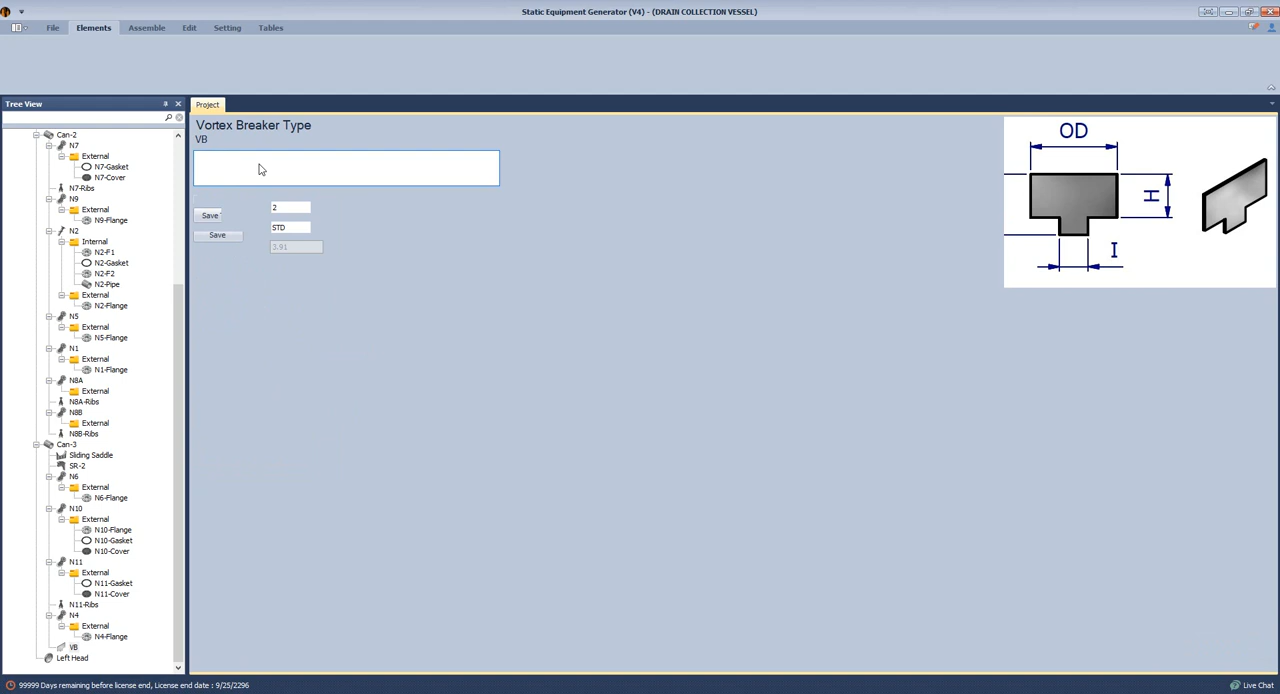 Static Equipment Generator (V4) - (DRAIN COLLECTION VESSEL)
File
Elements
Assemble
Edit
Setting
Tables
Tree View
Project
Can-2
N7
External
N7-Gasket
N7-Cover
N7-Ribs
N9
External
N9-Flange
N2
Internal
N2-F1
N2-Gasket
N2-F2
N2-Pipe
External
N2-Flange
N5
External
N5-Flange
N1
External
N1-Flange
N8A
External
N8A-Ribs
N8B
External
N8B-Ribs
Can-3
Sliding Saddle
SR-2
N6
External
N6-Flange
N10
External
N10-Flange
N10-Gasket
N10-Cover
N11
External
N11-Gasket
N11-Cover
N11-Ribs
N4
External
N4-Flange
VB
Left Head
Vortex Breaker Type
VB
Save
2
STD
Save
3.91
OD
H
I
99999 Days remaining before license end, License end date : 9/25/2296
Live Chat